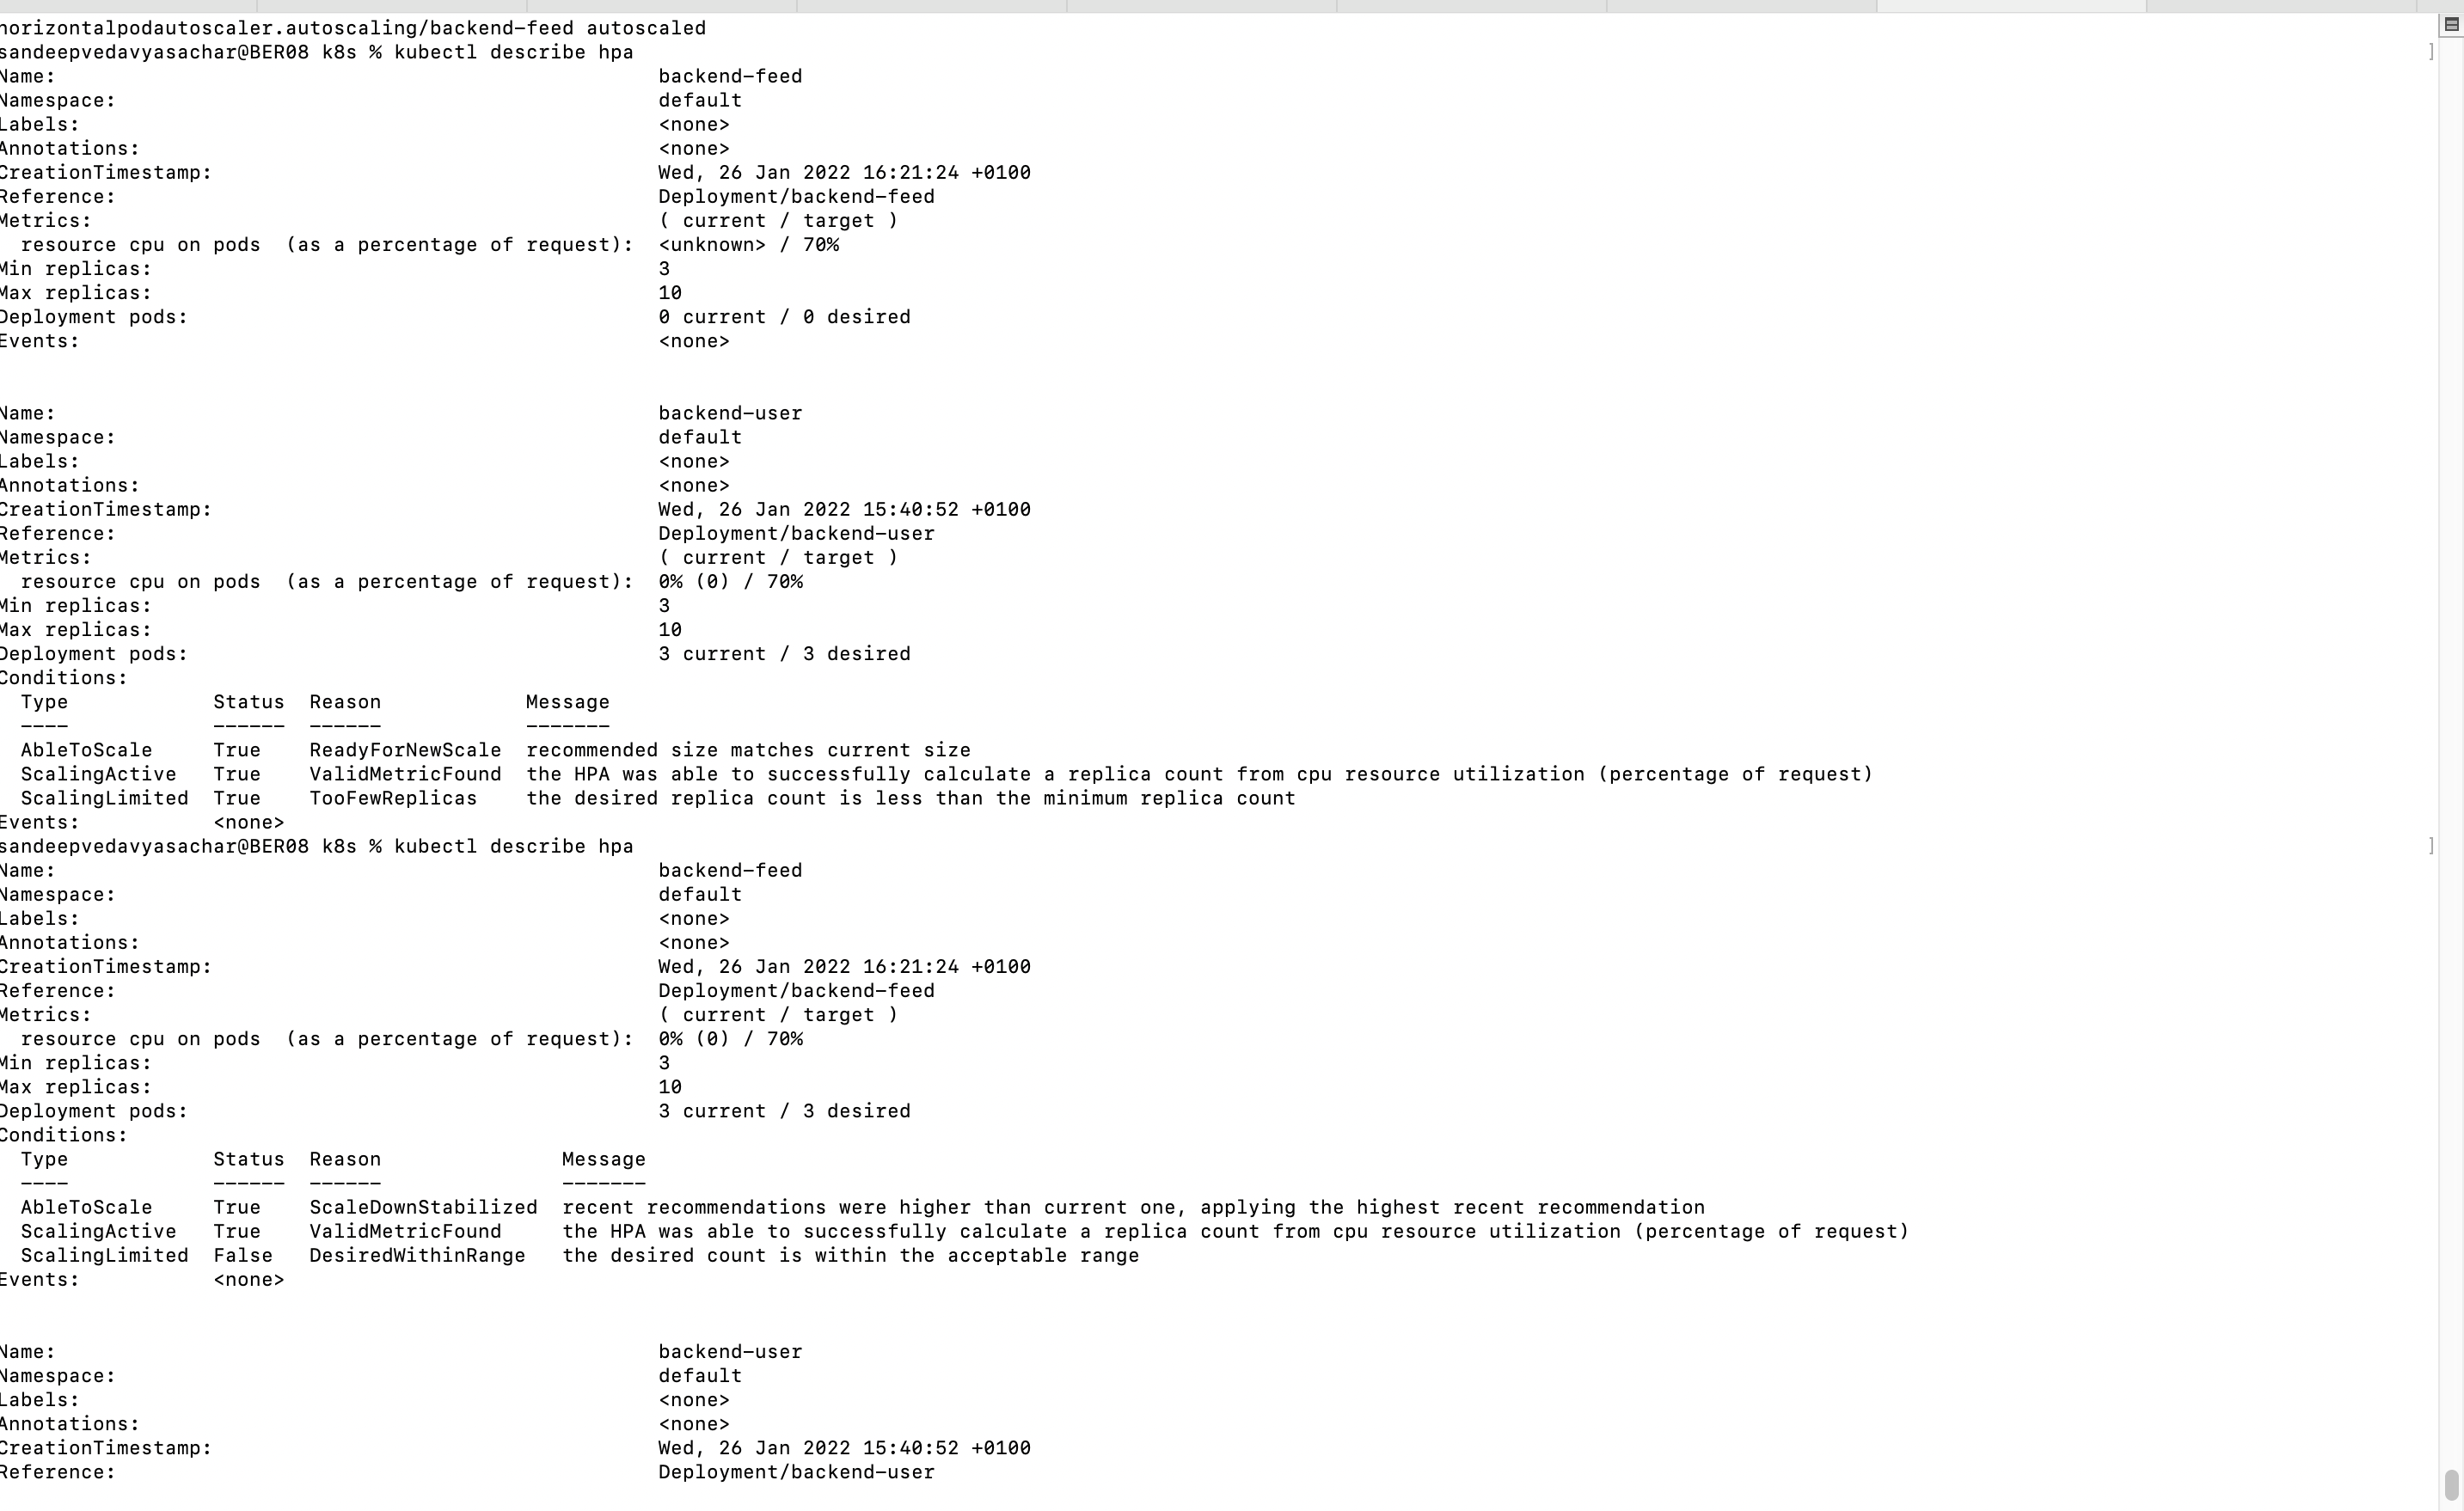 horizontalpodautoscaler.autoscaling/backend-feed autoscaled
sandeepvedavyasachar@BER08 k8s % kubectl describe hpa ]
Name: backend-feed
Namespace: default
Labels: <none>
Annotations: <none>
CreationTimestamp: Wed, 26 Jan 2022 16:21:24 +0100
Reference: Deployment/backend-feed
Metrics: ( current / target )
resource cpu on pods (as a percentage of request): <unknown> / 70%
Min replicas: 3
Max replicas: 10
Deployment pods: 0 current / 0 desired
Events: <none>
Name: backend-user
Namespace: default
Labels: <none>
Annotations: <none>
CreationTimestamp: Wed, 26 Jan 2022 15:40:52 +0100
Reference: Deployment/backend-user
Metrics: ( current / target )
resource cpu on pods (as a percentage of request): 0% (0) / 70%
Min replicas: 3
Max replicas: 10
Deployment pods: 3 current / 3 desired
Conditions:
Type Status Reason Message
---- ------ ------ -------
AbleToScale True ReadyForNewScale recommended size matches current size
ScalingActive True ValidMetricFound the HPA was able to successfully calculate a replica count from cpu resource utilization (percentage of request)
ScalingLimited True TooFewReplicas the desired replica count is less than the minimum replica count
Events: <none>
sandeepvedavyasachar@BER08 k8s % kubectl describe hpa ]
Name: backend-feed
Namespace: default
Labels: <none>
Annotations: <none>
CreationTimestamp: Wed, 26 Jan 2022 16:21:24 +0100
Reference: Deployment/backend-feed
Metrics: ( current / target )
resource cpu on pods (as a percentage of request): 0% (0) / 70%
Min replicas: 3
Max replicas: 10
Deployment pods: 3 current / 3 desired
Conditions:
Type Status Reason Message
---- ------ ------ -------
AbleToScale True ScaleDownStabilized recent recommendations were higher than current one, applying the highest recent recommendation
ScalingActive True ValidMetricFound the HPA was able to successfully calculate a replica count from cpu resource utilization (percentage of request)
ScalingLimited False DesiredWithinRange the desired count is within the acceptable range
Events: <none>
Name: backend-user
Namespace: default
Labels: <none>
Annotations: <none>
CreationTimestamp: Wed, 26 Jan 2022 15:40:52 +0100
Reference: Deployment/backend-user